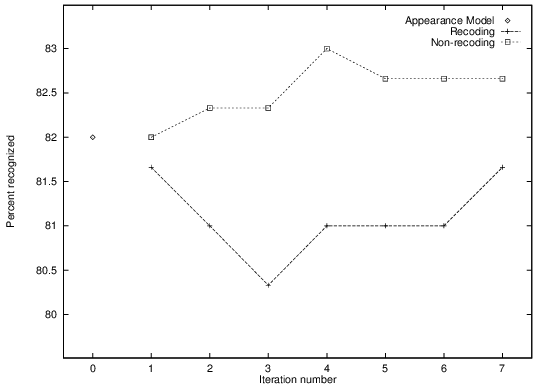 Appearance Model
Recoding
Non-recoding
83
82.5
82
81.5
81
80.5
80
Percent recognized
0 1 2 3 4 5 6 7
Iteration number